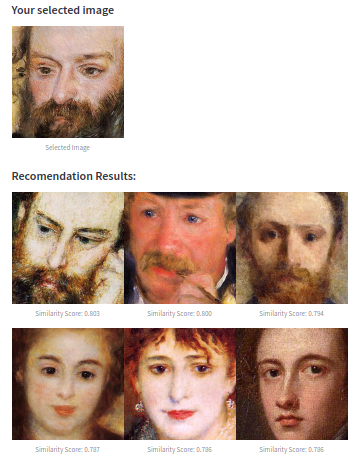 Your selected image
Selected Image
Recomendation Results:
Similarity Score: 0.803
Similarity Score: 0.800
Similarity Score: 0.794
Similarity Score: 0.787
Similarity Score: 0.786
Similarity Score: 0.786